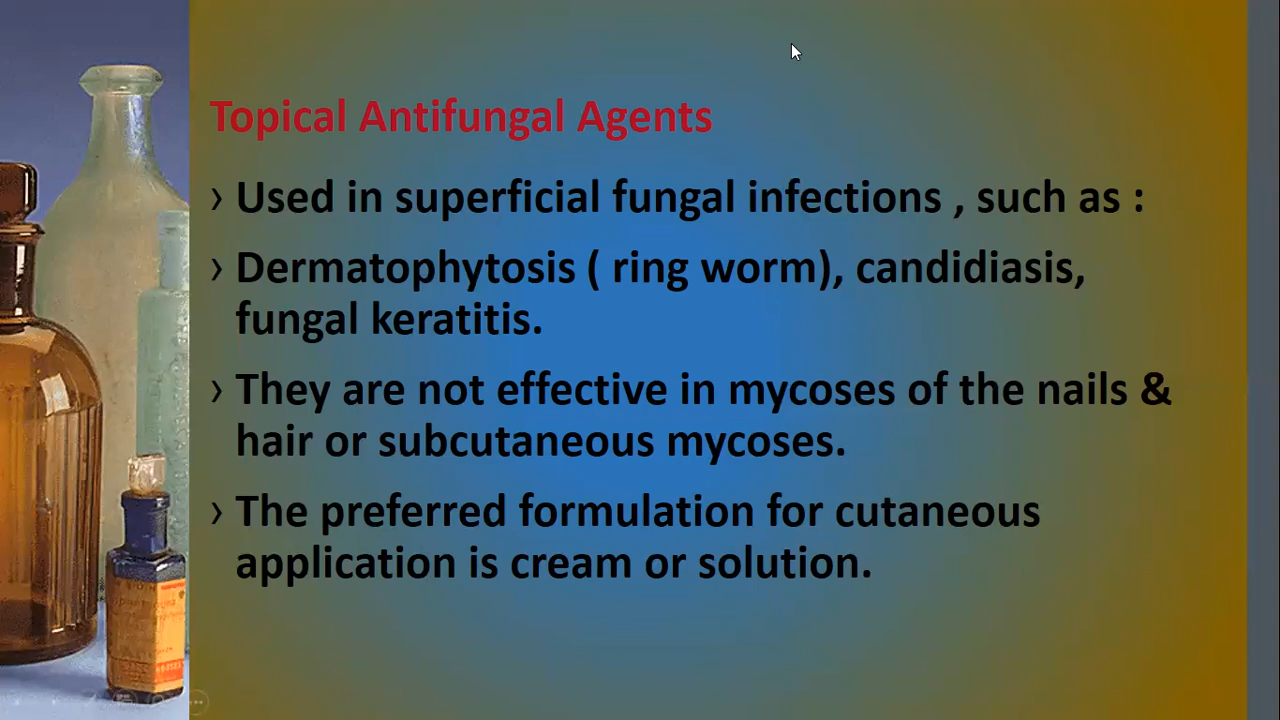 Topical Antifungal Agents
› Used in superficial fungal infections , such as :
› Dermatophytosis ( ring worm), candidiasis,
fungal keratitis.
› They are not effective in mycoses of the nails &
hair or subcutaneous mycoses.
› The preferred formulation for cutaneous
application is cream or solution.